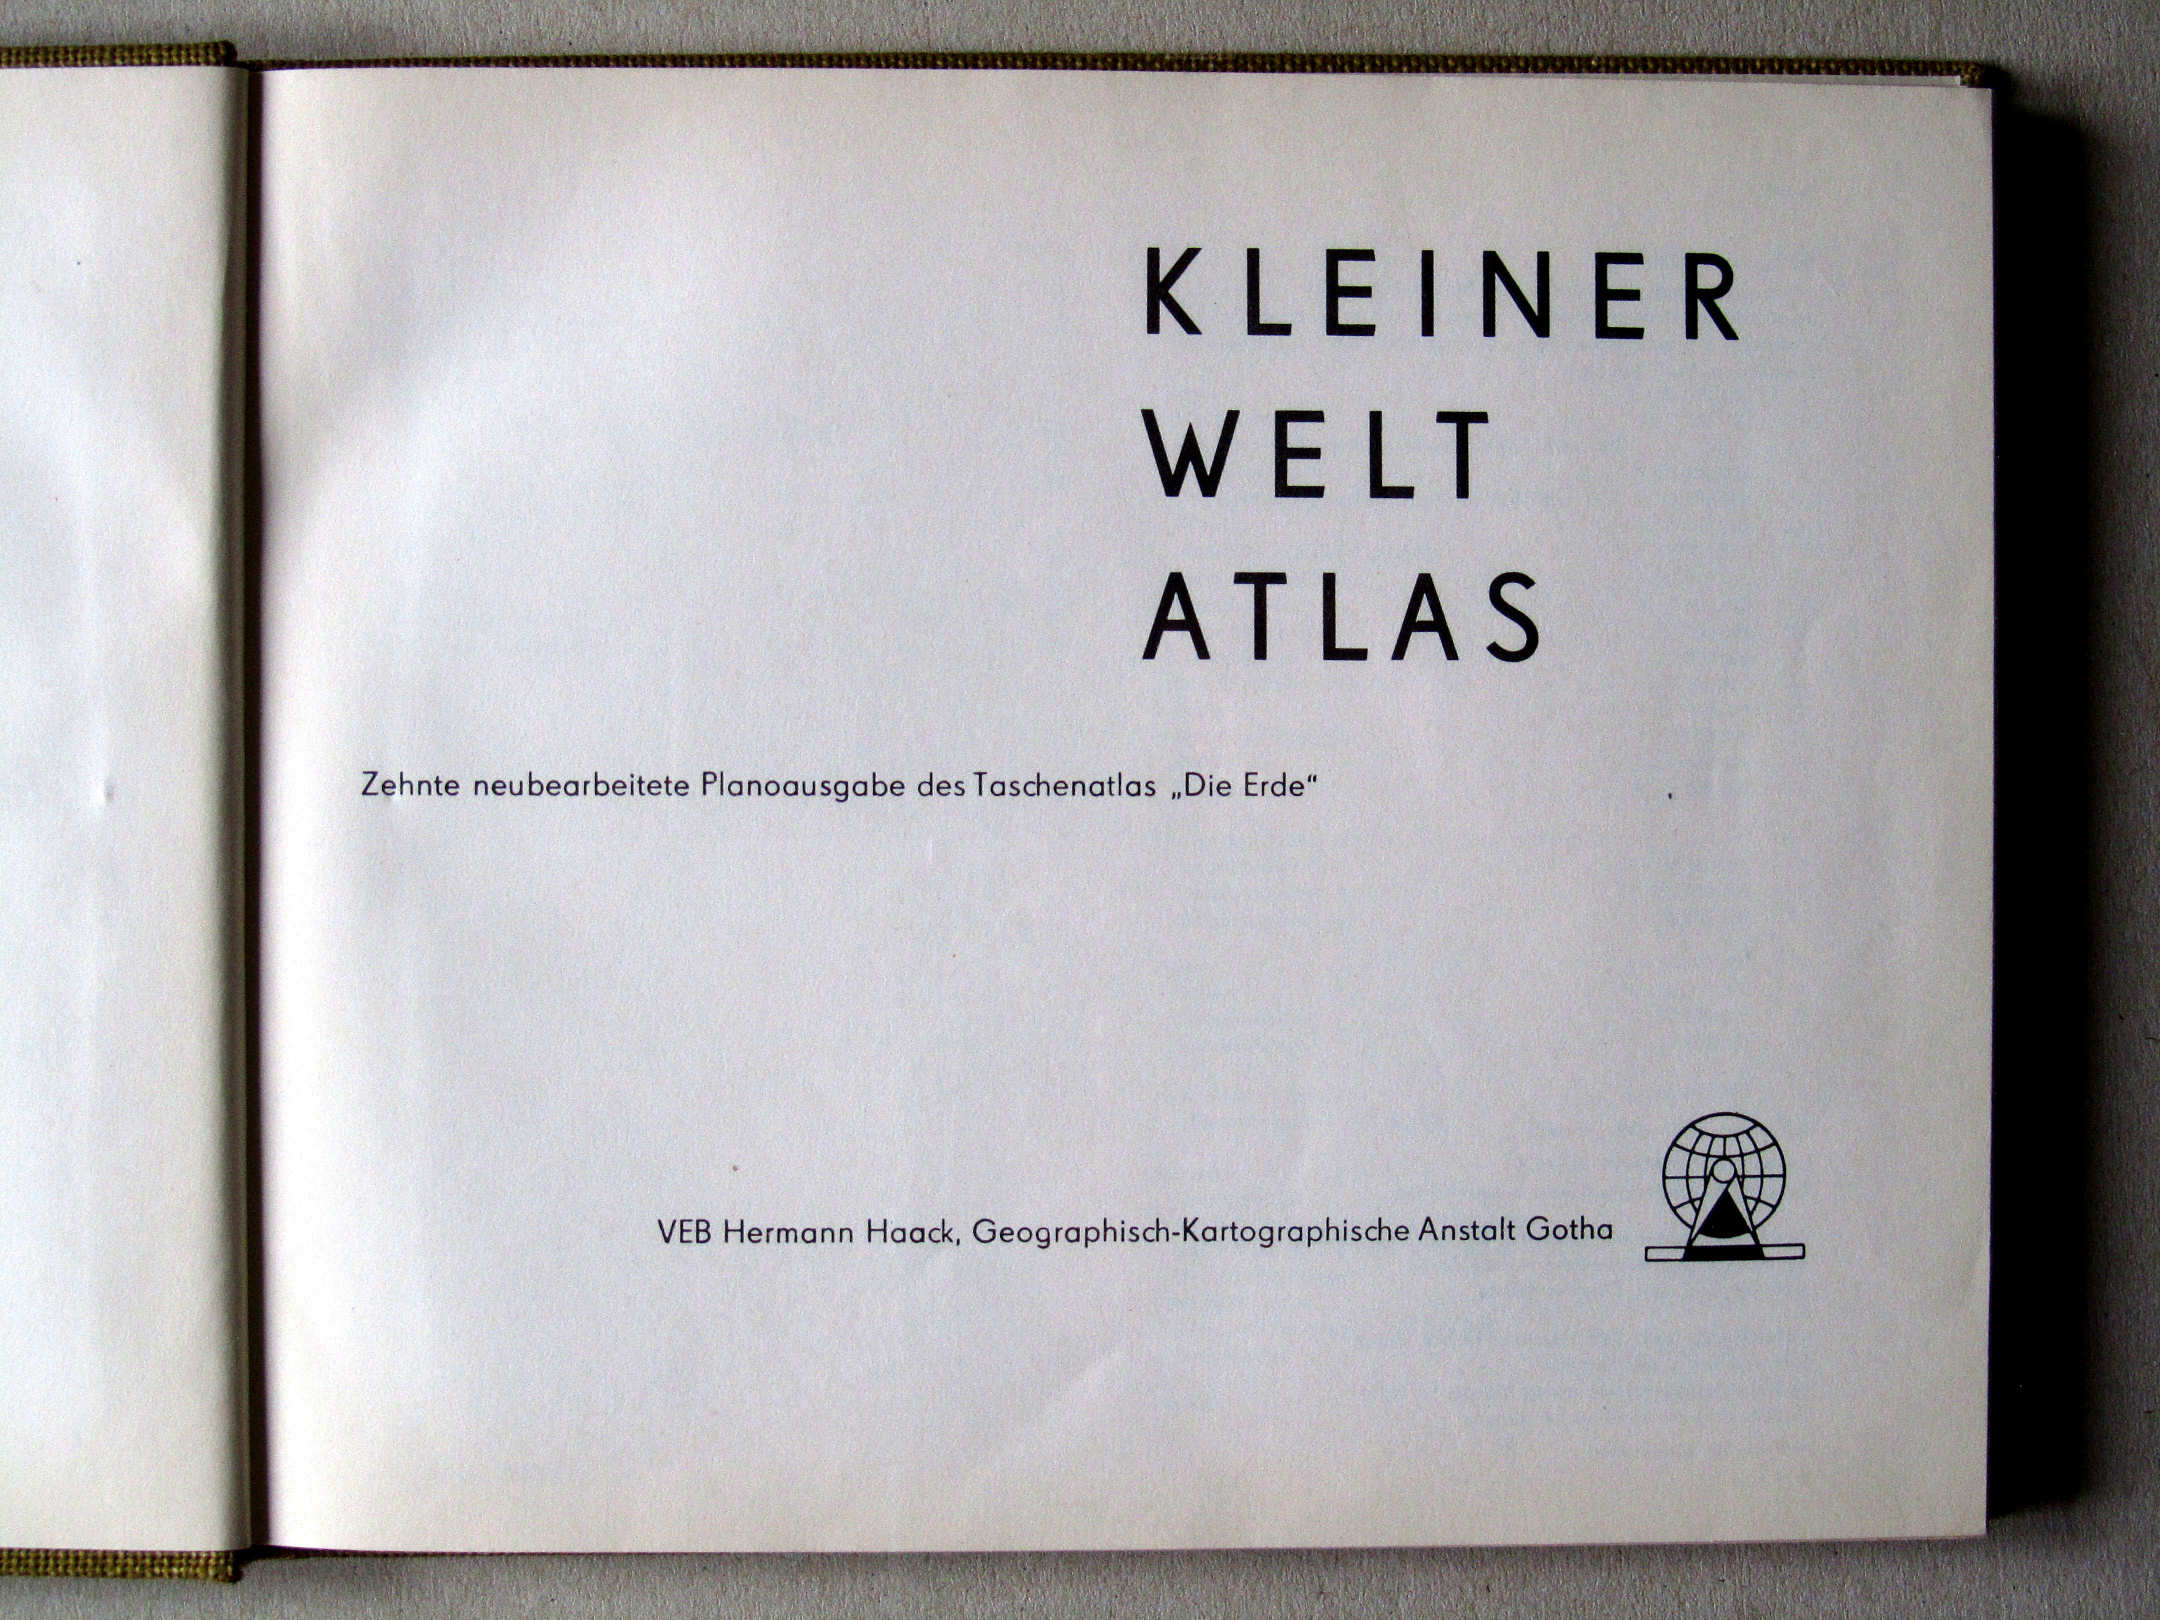 KLEINER
WELT
ATLAS
Zehnte neubearbeitete Planoausgabe des Taschenatlas „Die Erde“
VEB Hermann Haack, Geographisch-Kartographische Anstalt Gotha